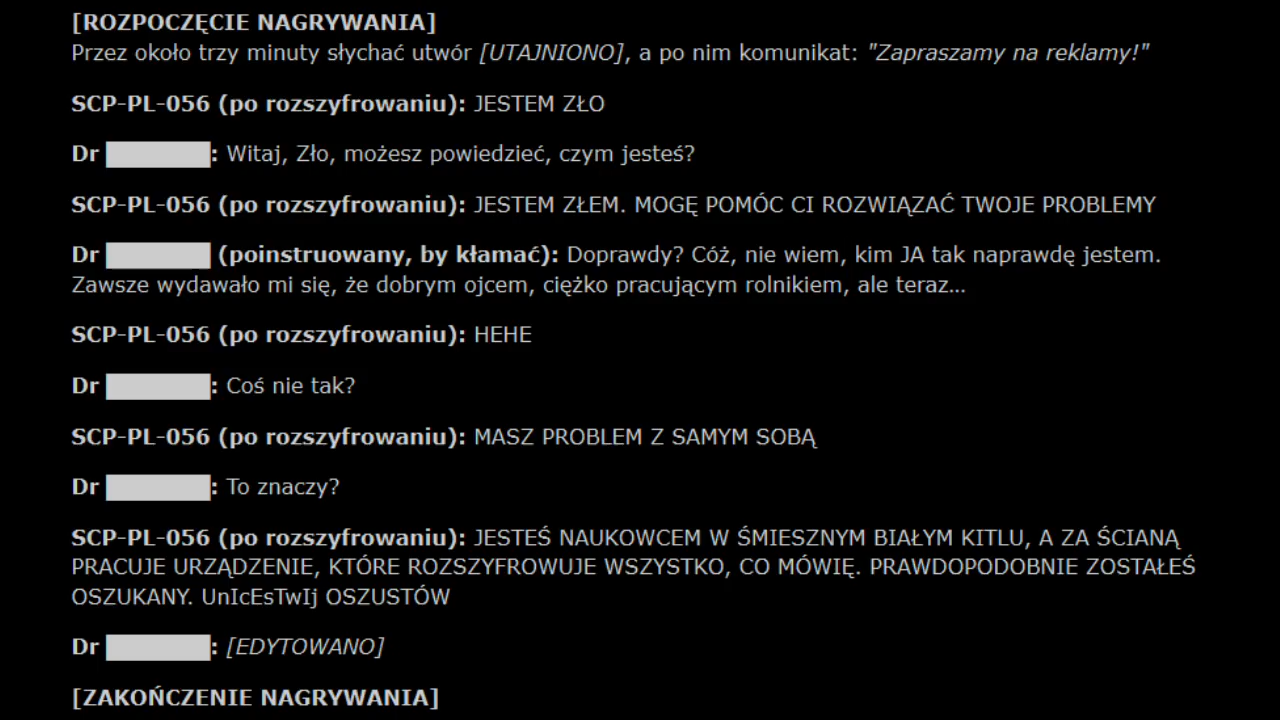 [ROZPOCZĘCIE NAGRYWANIA]
Przez około trzy minuty słychać utwór [UTAJNIONO], a po nim komunikat: "Zapraszamy na reklamy!"
SCP-PL-056 (po rozszyfrowaniu): JESTEM ZŁO
Dr : Witaj, Zło, możesz powiedzieć, czym jesteś?
SCP-PL-056 (po rozszyfrowaniu): JESTEM ZŁEM. MOGĘ POMÓC CI ROZWIĄZAĆ TWOJE PROBLEMY
Dr (poinstruowany, by kłamać): Doprawdy? Cóż, nie wiem, kim JA tak naprawdę jestem.
Zawsze wydawało mi się, że dobrym ojcem, ciężko pracującym rolnikiem, ale teraz...
SCP-PL-056 (po rozszyfrowaniu): HEHE
Dr : Coś nie tak?
SCP-PL-056 (po rozszyfrowaniu): MASZ PROBLEM Z SAMYM SOBĄ
Dr : To znaczy?
SCP-PL-056 (po rozszyfrowaniu): JESTEŚ NAUKOWCEM W ŚMIESZNYM BIAŁYM KITLU, A ZA ŚCIANĄ
PRACUJE URZĄDZENIE, KTÓRE ROZSZYFROWUJE WSZYSTKO, CO MÓWIĘ. PRAWDOPODOBNIE ZOSTAŁEŚ
OSZUKANY. UnIcEsTwIj OSZUSTÓW
Dr : [EDYTOWANO]
[ZAKOŃCZENIE NAGRYWANIA]